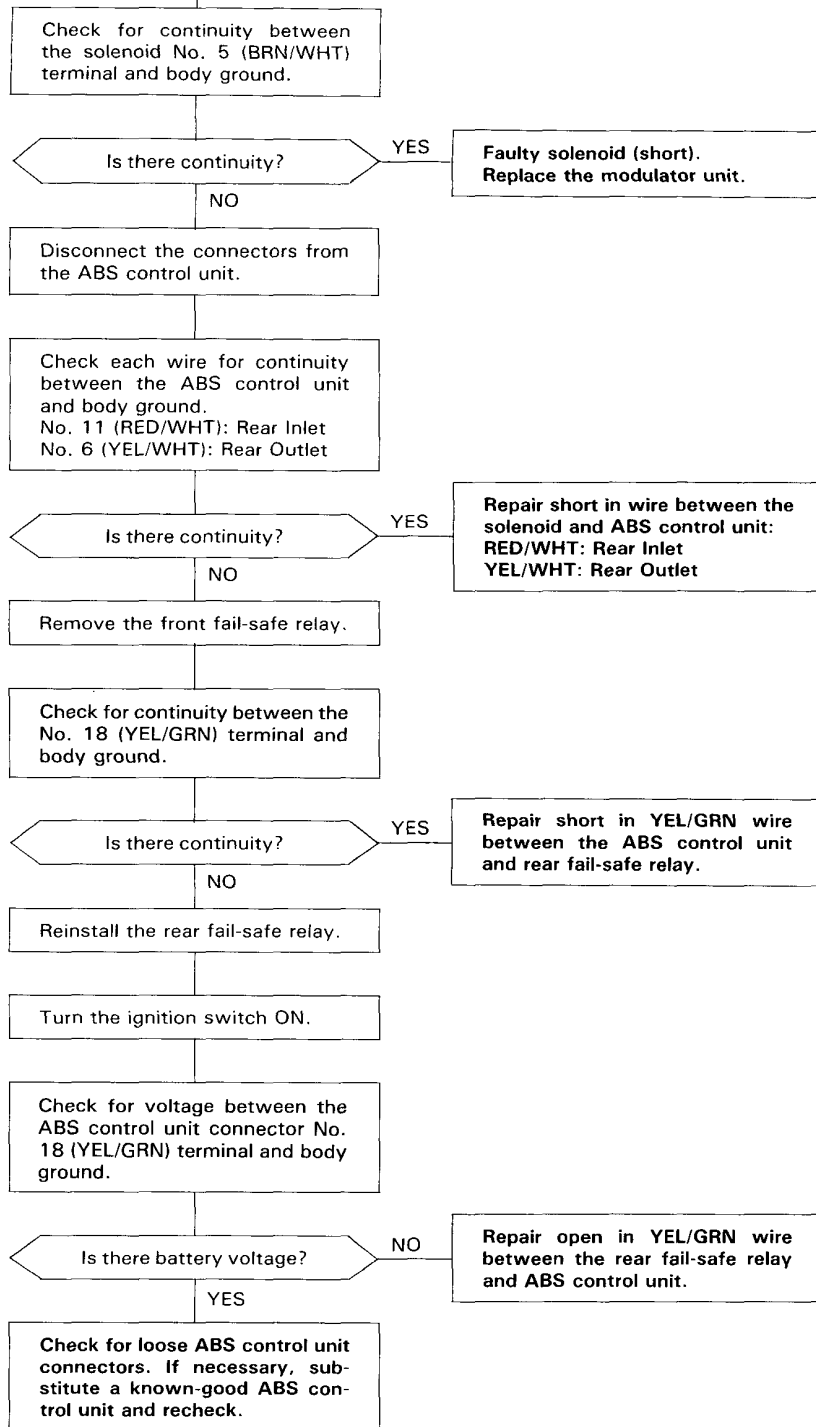 Check for continuity between
the solenoid No. 5 (BRN/WHT)
terminal and body ground.
Is there continuity?
YES
Faulty solenoid (short).
Replace the modulator unit.
NO
Disconnect the connectors from
the ABS control unit.
Check each wire for continuity
between the ABS control unit
and body ground.
No. 11 (RED/WHT): Rear Inlet
No. 6 (YEL/WHT): Rear Outlet
Is there continuity?
YES
Repair short in wire between the
solenoid and ABS control unit:
RED/WHT: Rear Inlet
YEL/WHT: Rear Outlet
NO
Remove the front fail-safe relay.
Check for continuity between the
No. 18 (YEL/GRN) terminal and
body ground.
Is there continuity?
YES
Repair short in YEL/GRN wire
between the ABS control unit
and rear fail-safe relay.
NO
Reinstall the rear fail-safe relay.
Turn the ignition switch ON.
Check for voltage between the
ABS control unit connector No.
18 (YEL/GRN) terminal and body
ground.
Is there battery voltage?
NO
Repair open in YEL/GRN wire
between the rear fail-safe relay
and ABS control unit.
YES
Check for loose ABS control unit
connectors. If necessary, sub-
stitute a known-good ABS con-
trol unit and recheck.